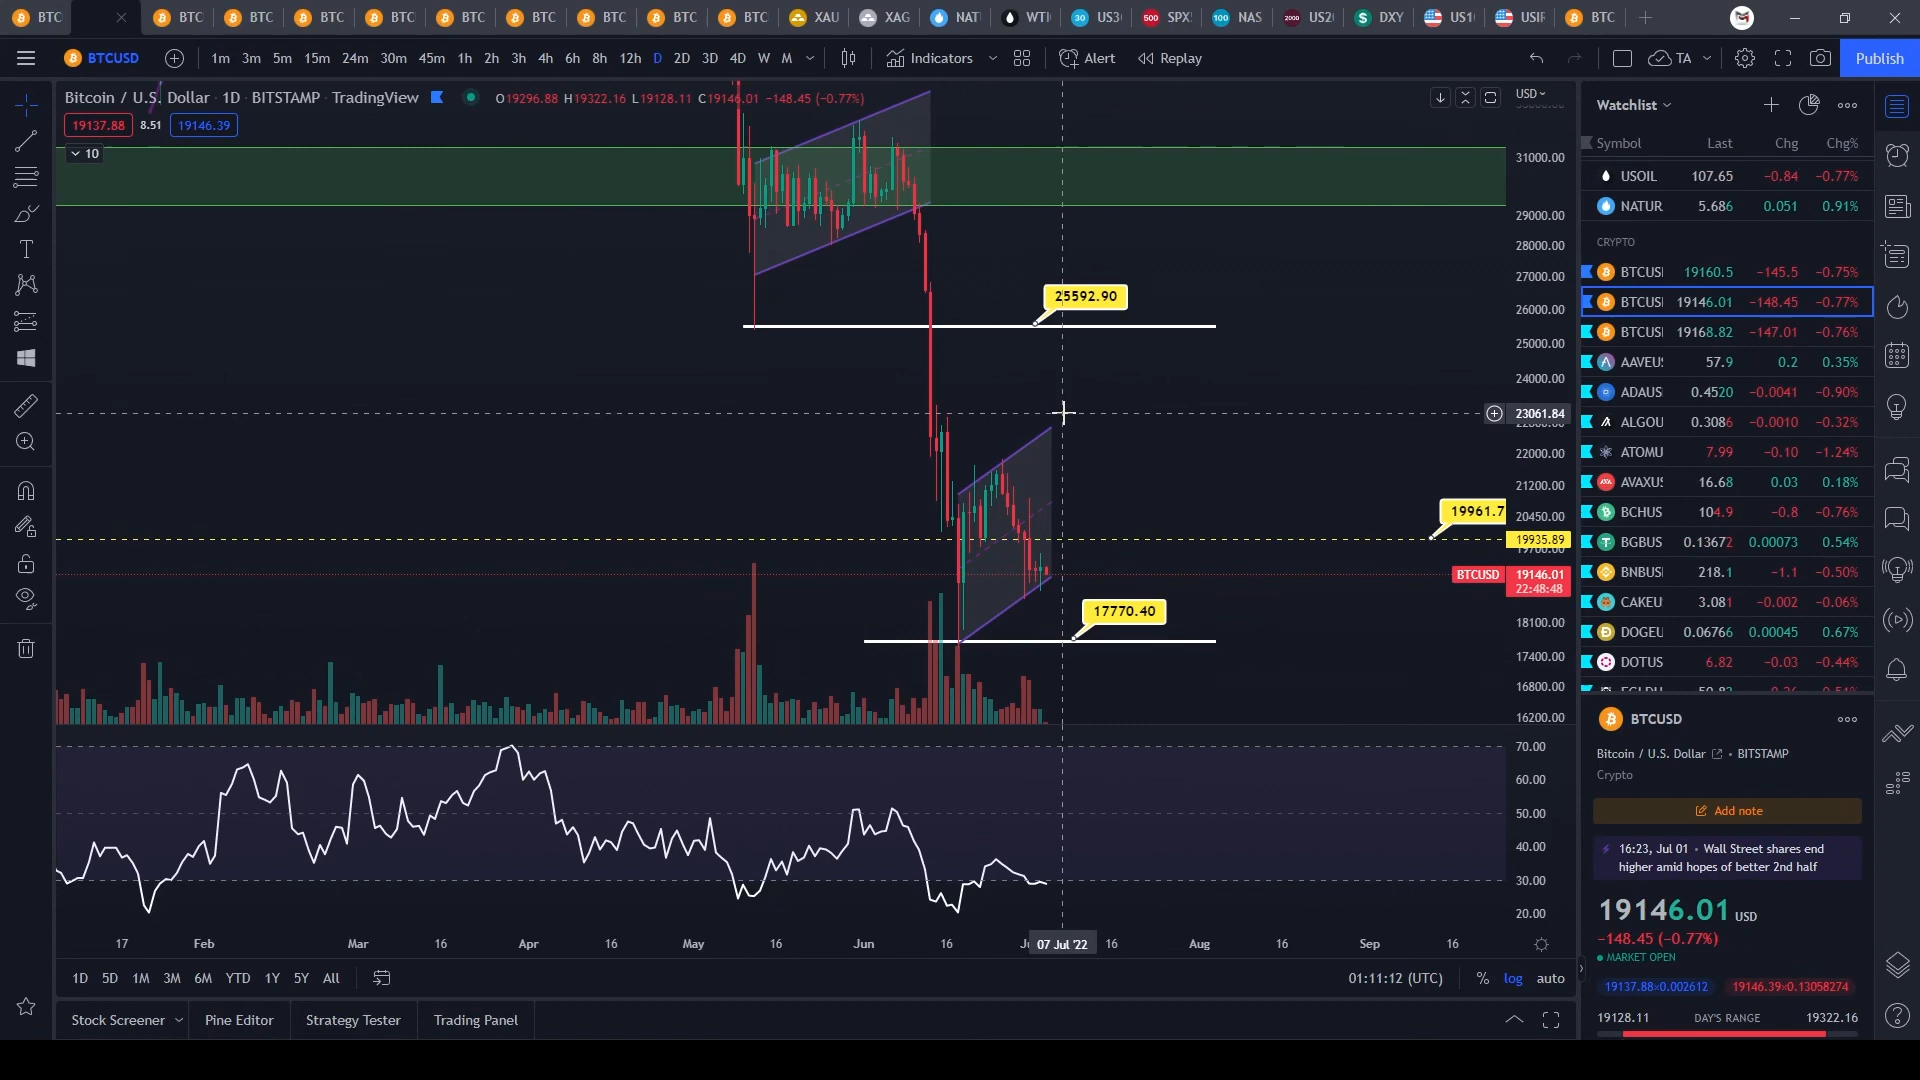 BTC BTC BTC BTC BTC BTC BTC BTC BTC BTC XAU XAG NAT WTI 30 US3 500 SPX 100 NAS 2000 US20 $ DXY US1 USIR BTC
BTCUSD 1m 3m 5m 15m 24m 30m 45m 1h 2h 3h 4h 6h 8h 12h D 2D 3D 4D W M Indicators Alert Replay TA Publish
Bitcoin / U.S. Dollar · 1D · BITSTAMP · TradingView O19296.88 H19322.16 L19128.11 C19146.01 −148.45 (−0.77%)
USD
19137.88 8.51 19146.39
10
31000.00
29000.00
28000.00
27000.00
26000.00
25000.00
24000.00
23061.84
22000.00
21200.00
20450.00
19935.89
19700.00
BTCUSD 19146.01
22:48:48
18100.00
17400.00
16800.00
16200.00
25592.90
19961.7
17770.40
70.00
60.00
50.00
40.00
30.00
20.00
17 Feb Mar 16 Apr 16 May 16 Jun 16 07 Jul '22 16 Aug 16 Sep 16
1D 5D 1M 3M 6M YTD 1Y 5Y All 01:11:12 (UTC) % log auto
Stock Screener Pine Editor Strategy Tester Trading Panel
Watchlist
Symbol Last Chg Chg%
USOIL 107.65 −0.84 −0.77%
NATUR 5.686 0.051 0.91%
CRYPTO
BTCUSI 19160.5 −145.5 −0.75%
BTCUSI 19146.01 −148.45 −0.77%
BTCUSI 19168.82 −147.01 −0.76%
AAVEUS 57.9 0.2 0.35%
ADAUS 0.4520 −0.0041 −0.90%
ALGOU 0.3086 −0.0010 −0.32%
ATOMU 7.99 −0.10 −1.24%
AVAXUS 16.68 0.03 0.18%
BCHUS 104.9 −0.8 −0.76%
BGBUS 0.13672 0.00073 0.54%
BNBUS 218.1 −1.1 −0.50%
CAKEU 3.081 −0.002 −0.06%
DOGEU 0.06766 0.00045 0.67%
DOTUS 6.82 −0.03 −0.44%
BTCUSD
Bitcoin / U.S. Dollar • BITSTAMP
Crypto
Add note
16:23, Jul 01 • Wall Street shares end
higher amid hopes of better 2nd half
19146.01 USD
−148.45 (−0.77%)
MARKET OPEN
19137.88×0.002612 19146.39×0.13058274
19128.11 DAY'S RANGE 19322.16